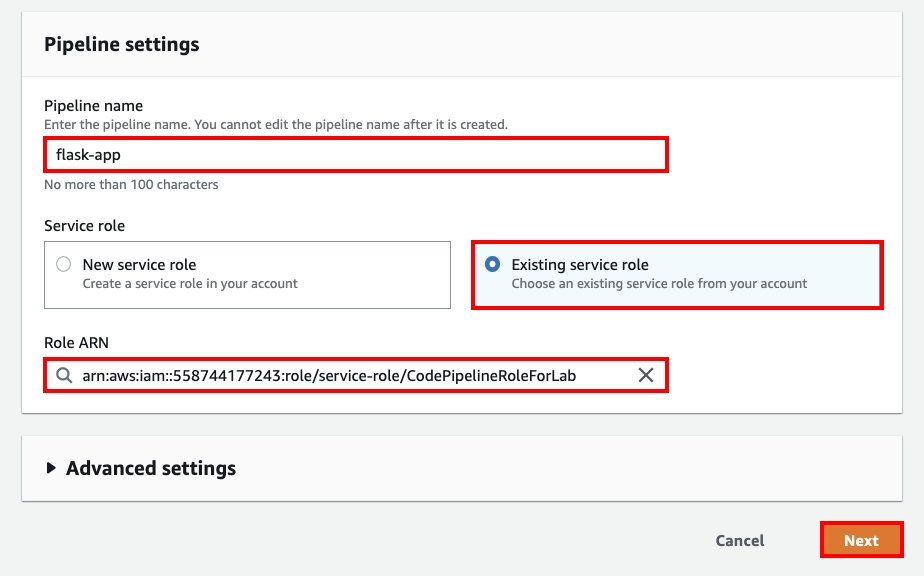 Pipeline settings
Pipeline name
Enter the pipeline name. You cannot edit the pipeline name after it is created.
flask-app
No more than 100 characters
Service role
New service role
Create a service role in your account
Existing service role
Choose an existing service role from your account
Role ARN
arn:aws:iam::558744177243:role/service-role/CodePipelineRoleForLab
Advanced settings
Cancel
Next